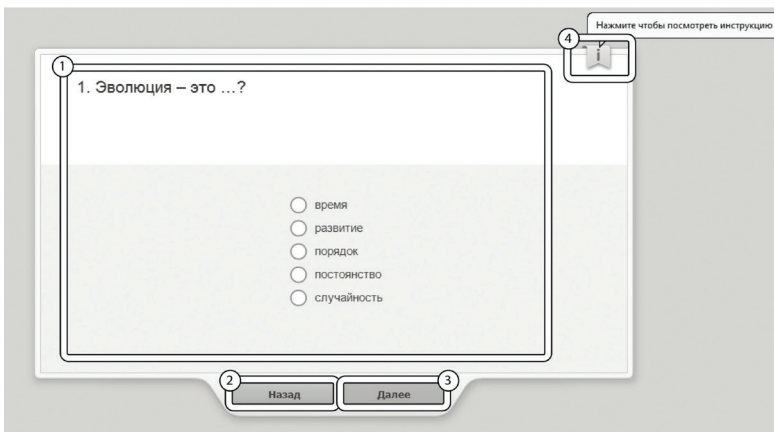 Нажмите чтобы посмотреть инструкцию
4
i
1
1. Эволюция – это …?
время
развитие
порядок
постоянство
случайность
2
3
Назад
Далее